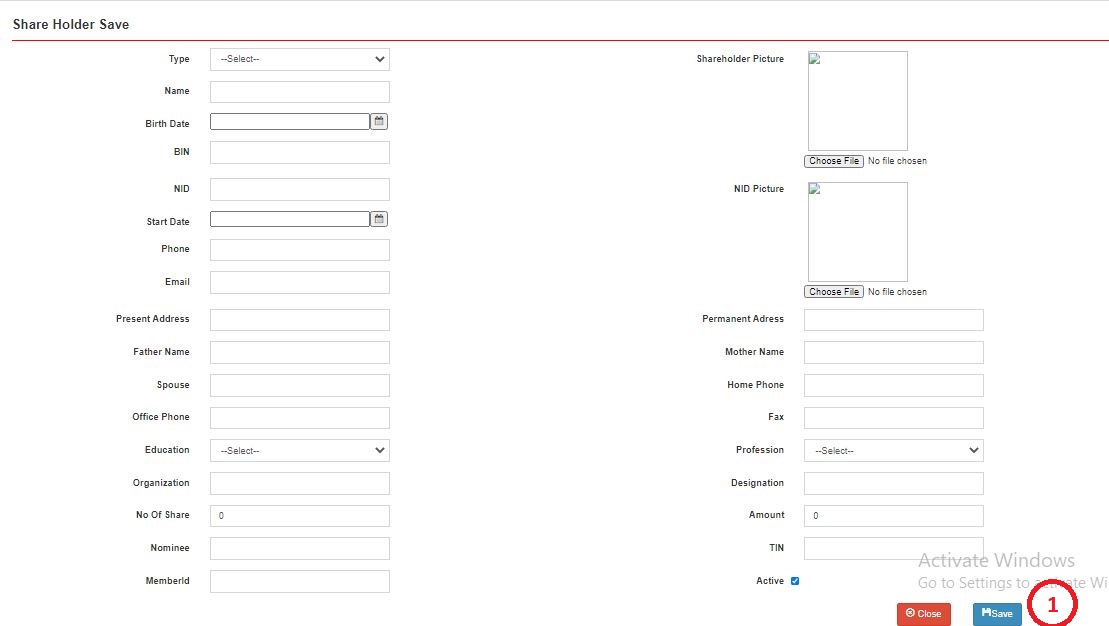 Share Holder Save
Type --Select-- Shareholder Picture
Name
Birth Date
BIN
Choose File No file chosen
NID NID Picture
Start Date
Phone
Email
Choose File No file chosen
Present Address Permanent Adress
Father Name Mother Name
Spouse Home Phone
Office Phone Fax
Education --Select-- Profession --Select--
Organization Designation
No Of Share 0 Amount 0
Nominee TIN
Activate Windows
MemberId Active
Go to Settings to activate Wi
Close Save 1